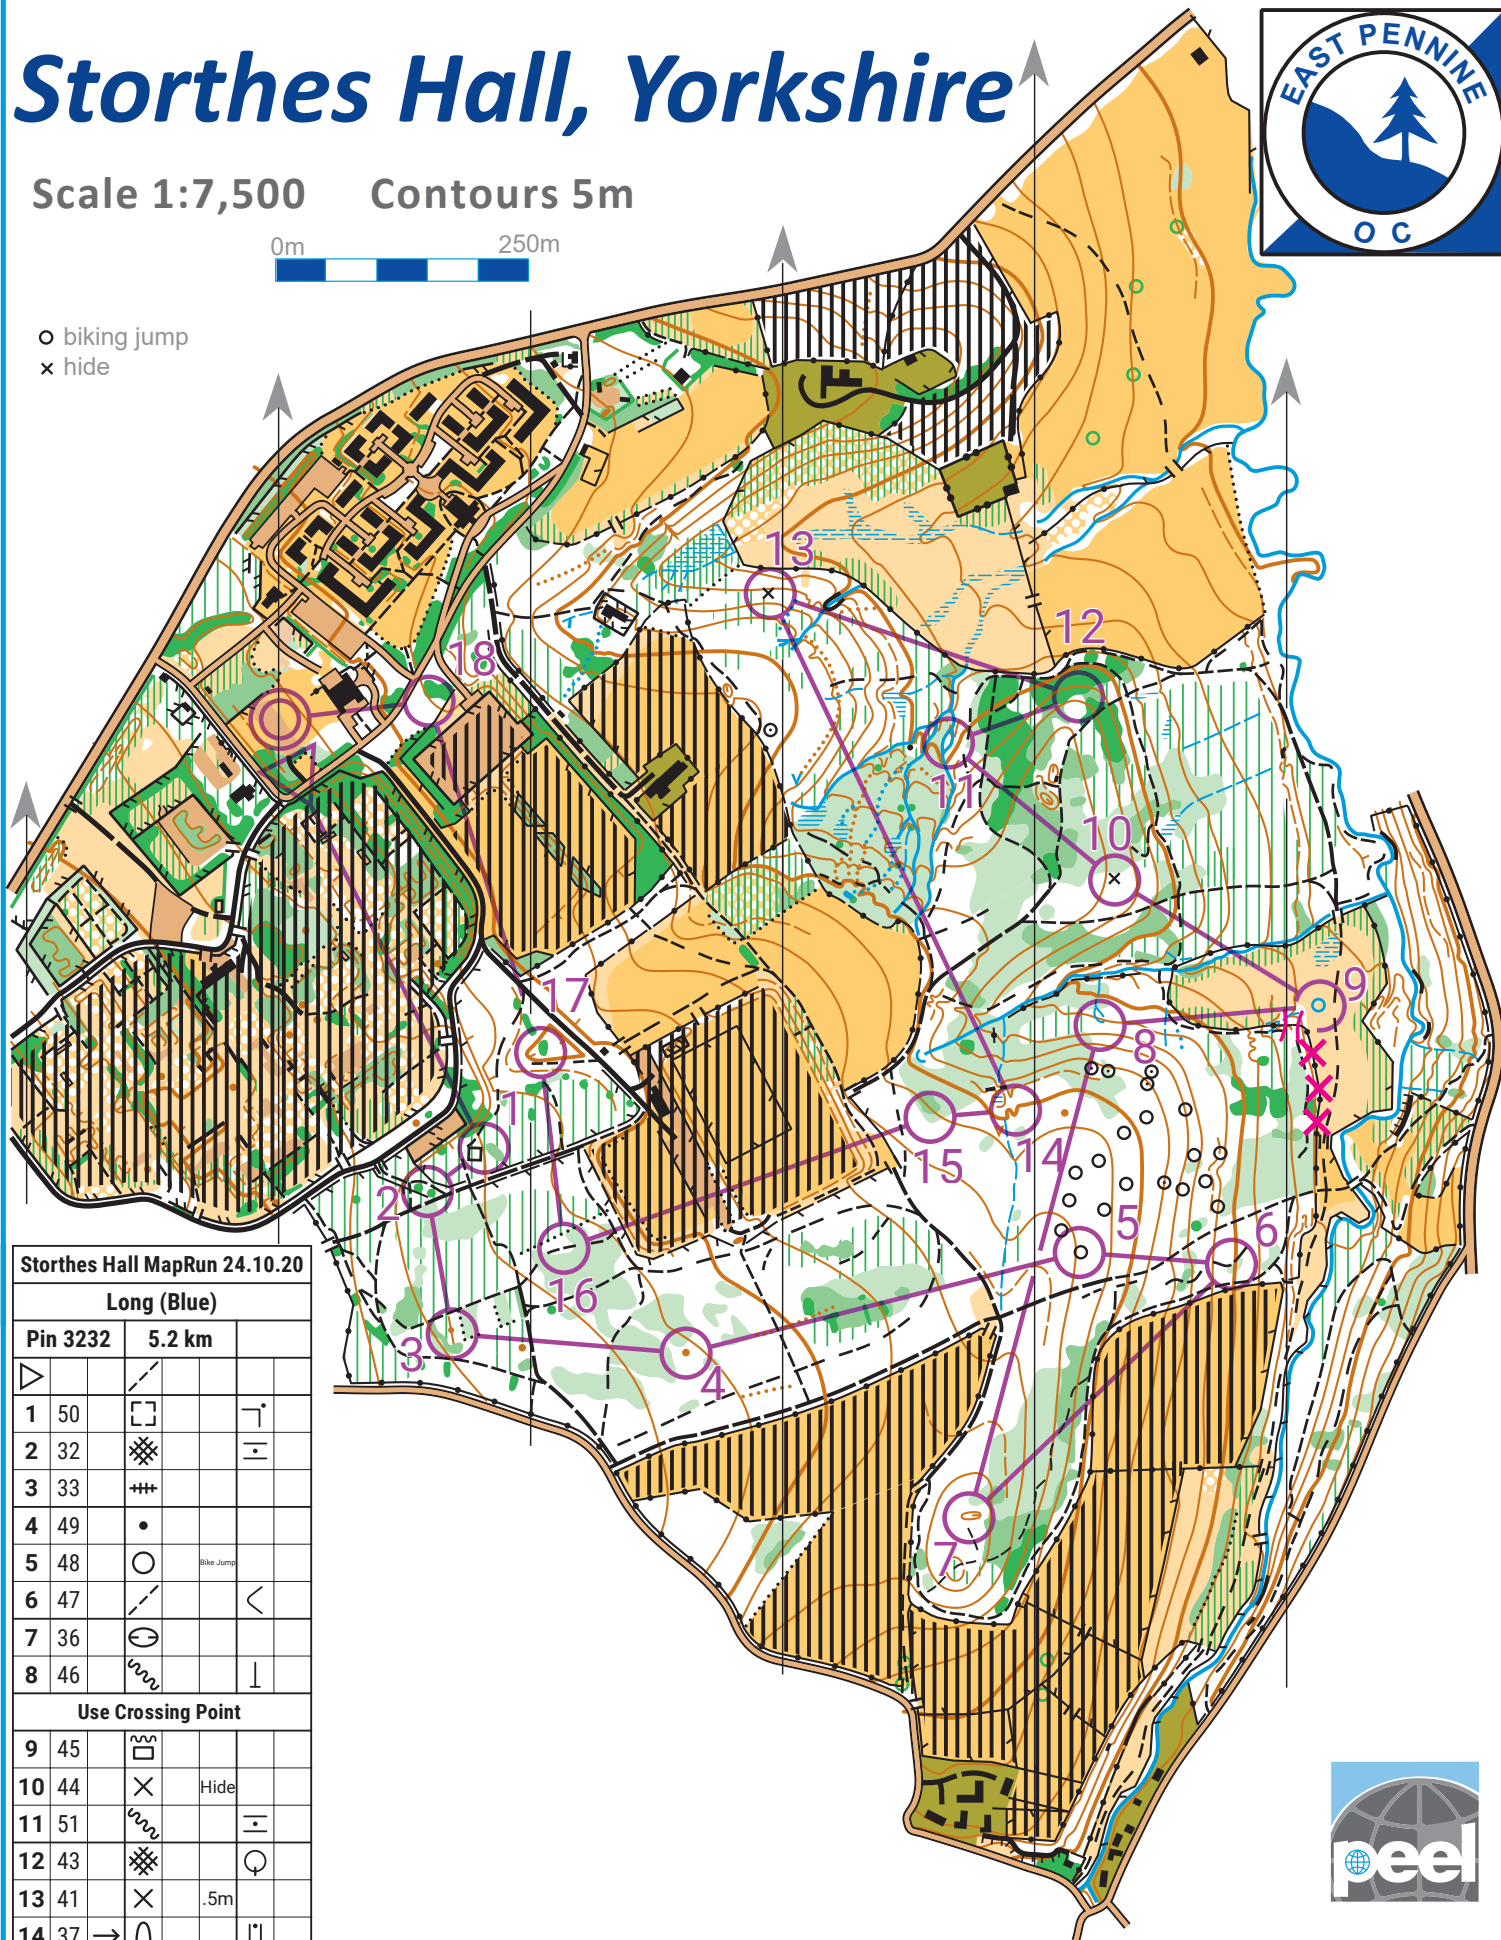 Storthes Hall, Yorkshire
EAST PENNINE
O C
Scale 1:7,500 Contours 5m
0m 250m
biking jump
hide
13
12
18
1
11
10
17
9
8
1
15
14
2
5
6
16
3
4
7
Storthes Hall MapRun 24.10.20
Long (Blue)
Pin 3232 5.2 km
1 50
2 32
3 33
4 49
5 48 Bike Jump
6 47
7 36
8 46
Use Crossing Point
9 45
10 44 Hide
11 51
12 43
13 41 .5m
14 37
peel